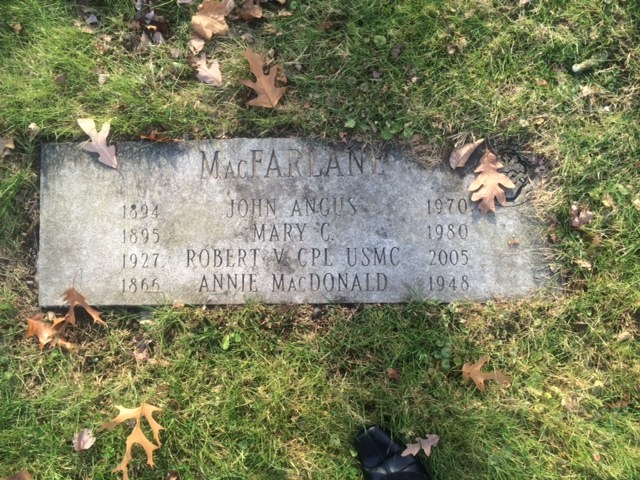 MacFARLANE
1894 JOHN ANGUS 1970
1895 MARY C. 1980
1927 ROBERT V. CPL USMC 2005
1866 ANNIE MacDONALD 1948